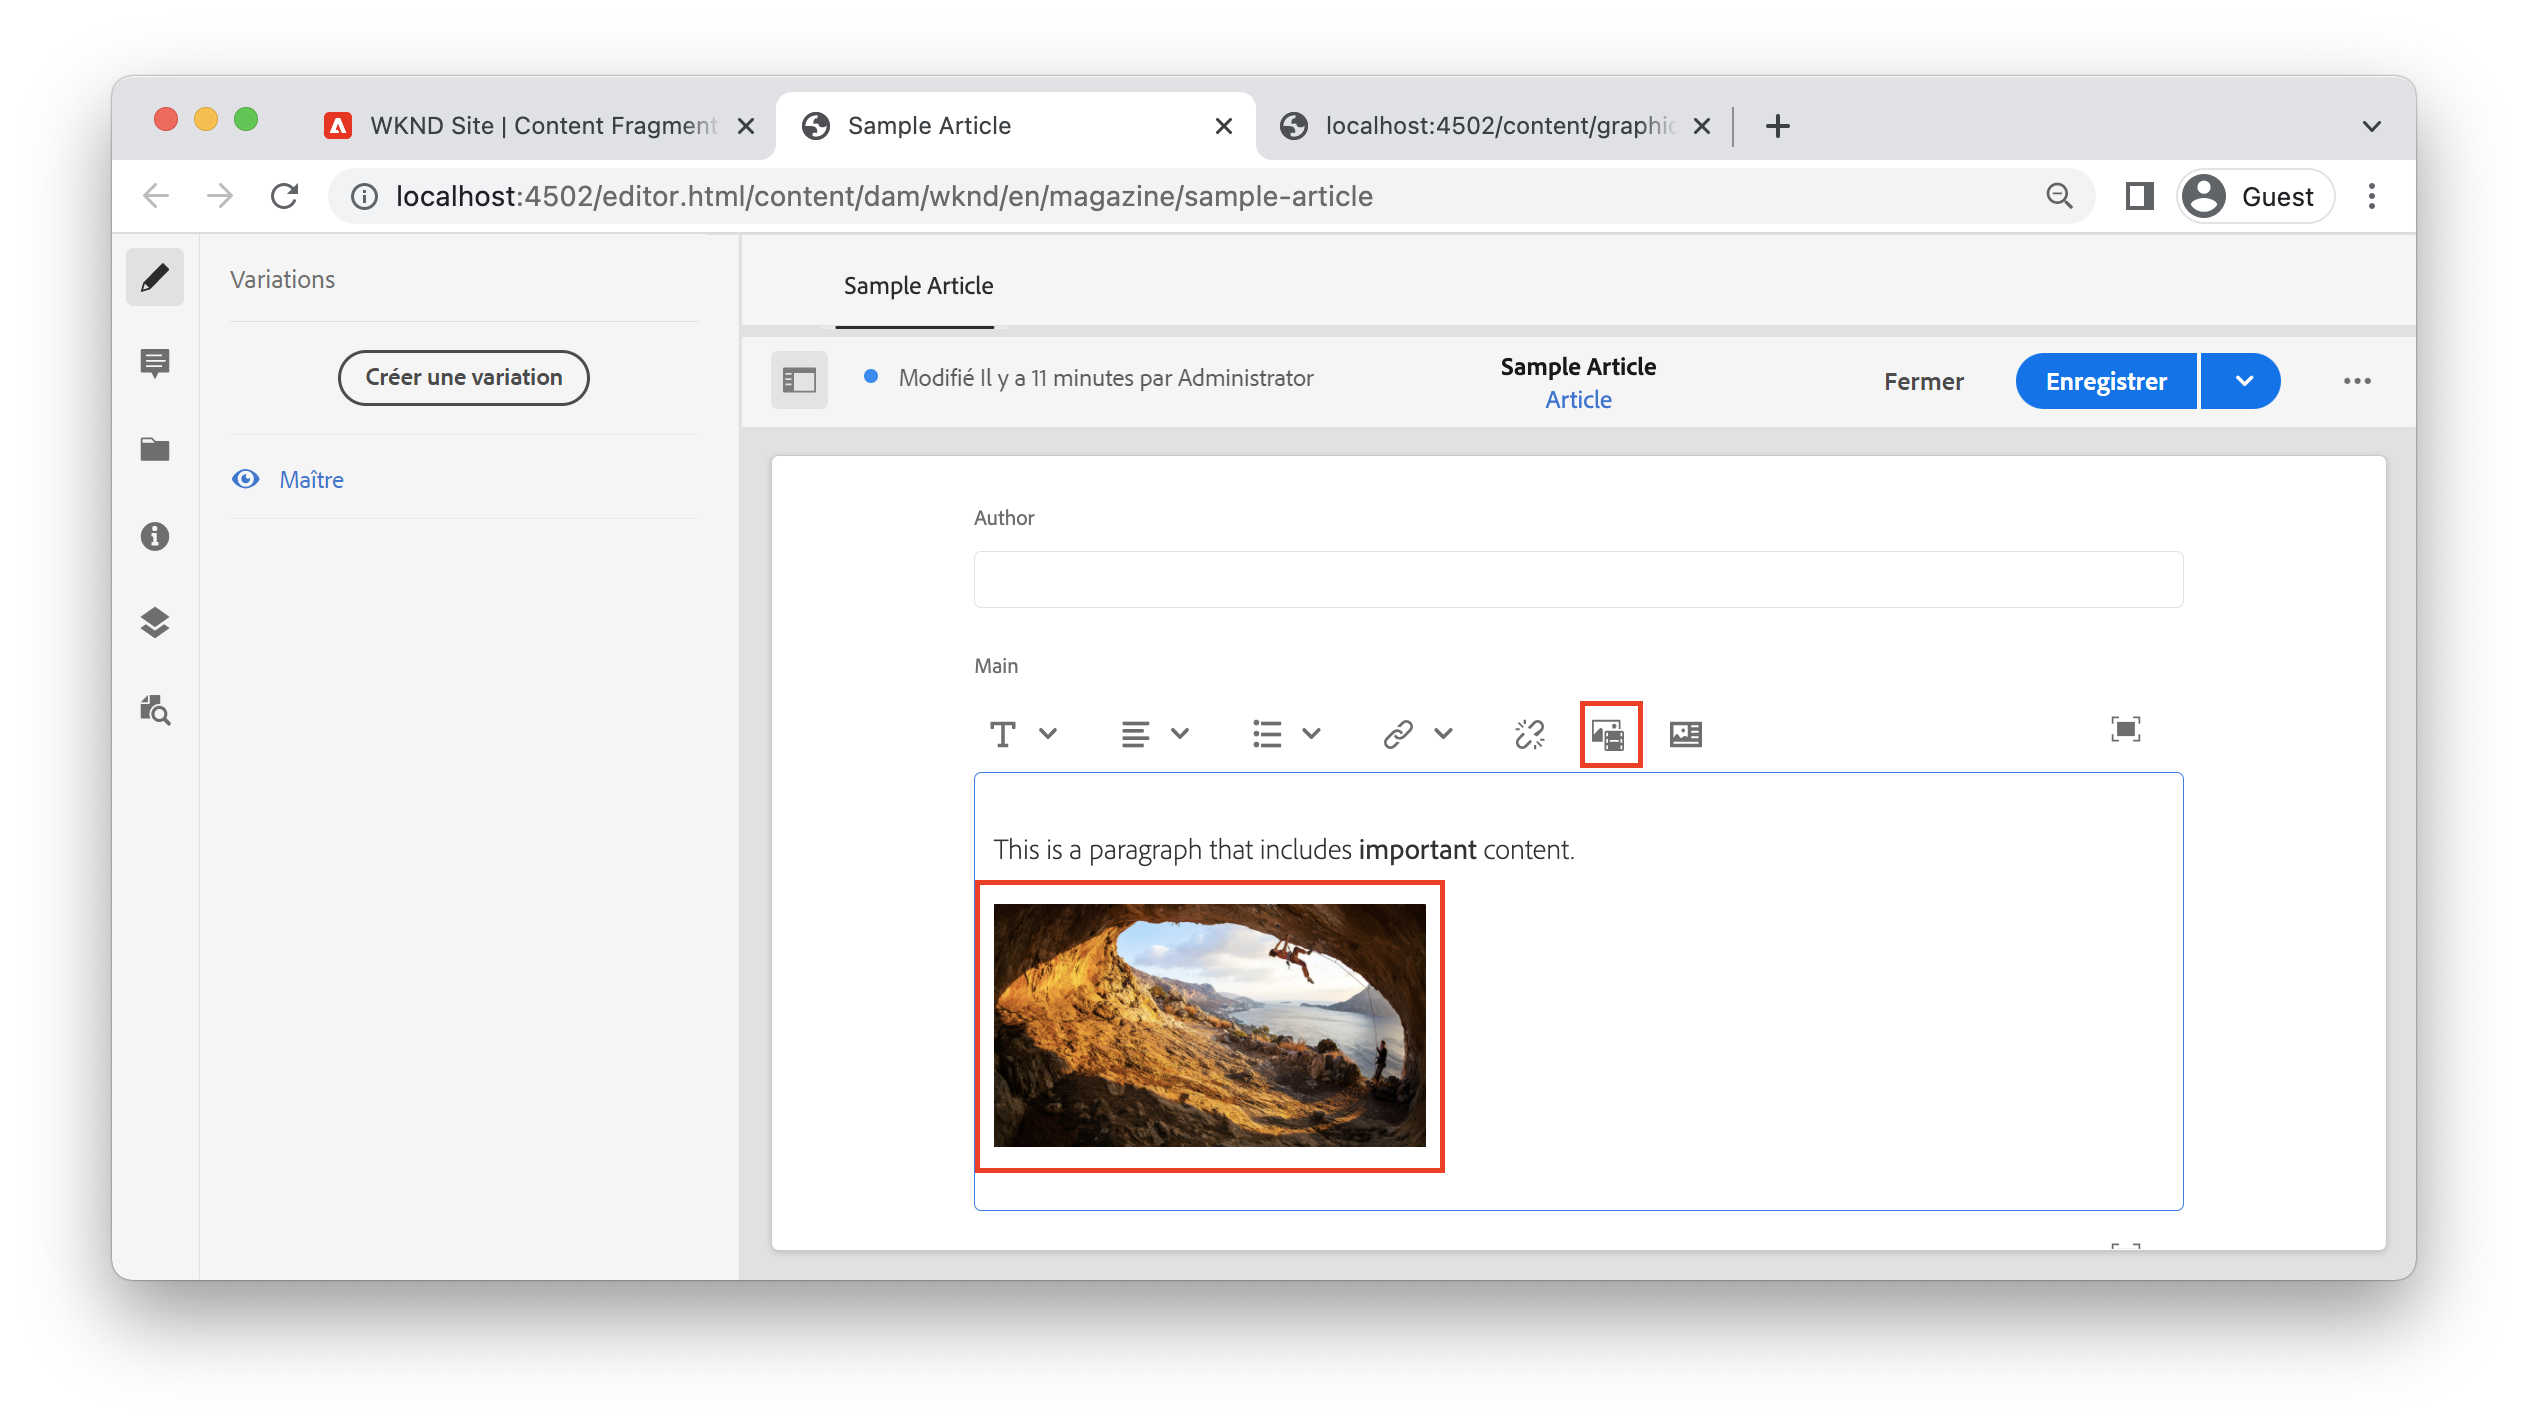 WKND Site | Content Fragment
Sample Article
localhost:4502/content/graphic
localhost:4502/editor.html/content/dam/wknd/en/magazine/sample-article
Guest
Variations
Créer une variation
Maître
Sample Article
Modifié Il y a 11 minutes par Administrator
Sample Article
Article
Fermer
Enregistrer
Author
Main
This is a paragraph that includes important content.